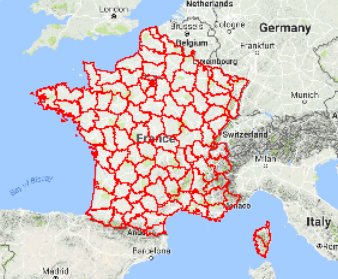 Netherlands
London
Brussels
Cologne
Germany
Belgium
Frankfurt
Luxembourg
Munich
France
Switzerland
Milan
Bay of Biscay
Monaco
Andorra
Italy
Barcelona
Rom
Madrid